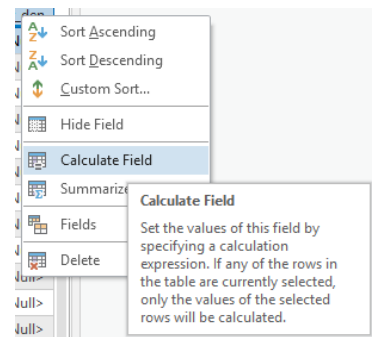 den
Sort Ascending
Sort Descending
Custom Sort...
Hide Field
Calculate Field
Summarize
Calculate Field
Fields
Set the values of this field by
specifying a calculation
expression. If any of the rows in
Delete
the table are currently selected,
only the values of the selected
rows will be calculated.
Null>
Null>
Null>